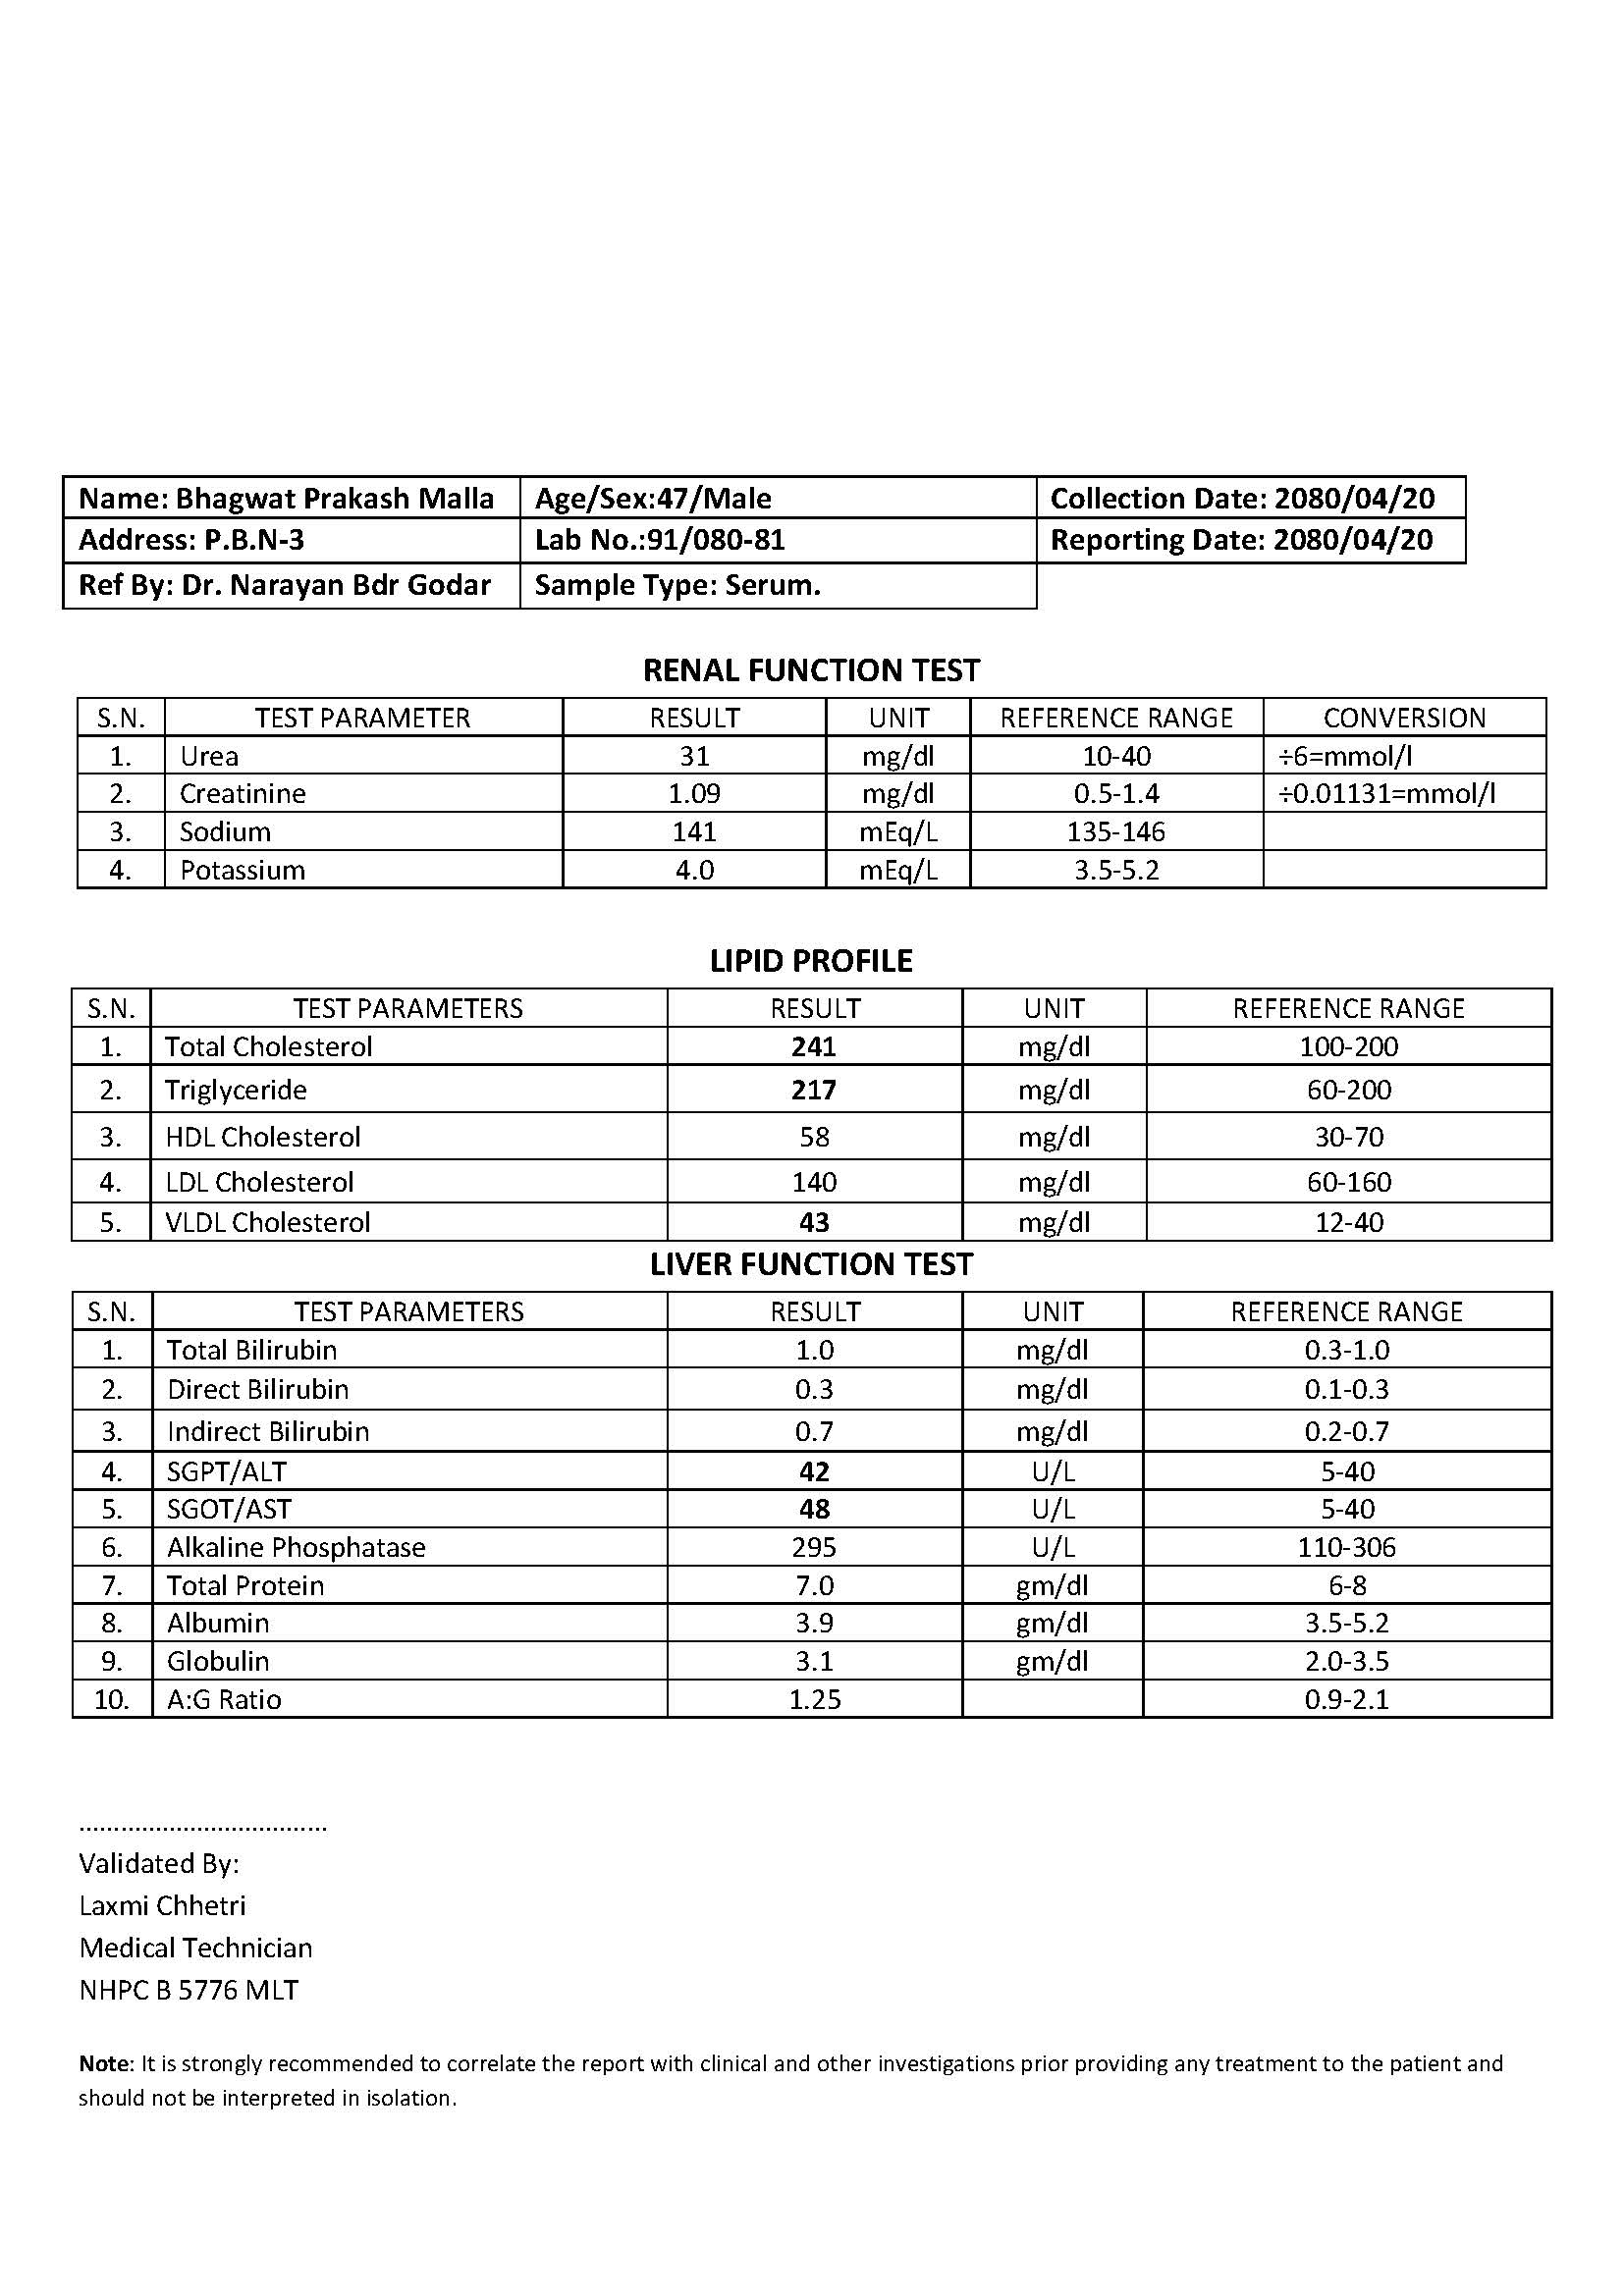 Name: Bhagwat Prakash Malla Age/Sex:47/Male Collection Date: 2080/04/20
Address: P.B.N-3 Lab No.:91/080-81 Reporting Date: 2080/04/20
Ref By: Dr. Narayan Bdr Godar Sample Type: Serum.
RENAL FUNCTION TEST
S.N. TEST PARAMETER RESULT UNIT REFERENCE RANGE CONVERSION
1. Urea 31 mg/dl 10-40 ÷6=mmol/l
2. Creatinine 1.09 mg/dl 0.5-1.4 ÷0.01131=mmol/l
3. Sodium 141 mEq/L 135-146
4. Potassium 4.0 mEq/L 3.5-5.2
LIPID PROFILE
S.N. TEST PARAMETERS RESULT UNIT REFERENCE RANGE
1. Total Cholesterol 241 mg/dl 100-200
2. Triglyceride 217 mg/dl 60-200
3. HDL Cholesterol 58 mg/dl 30-70
4. LDL Cholesterol 140 mg/dl 60-160
5. VLDL Cholesterol 43 mg/dl 12-40
LIVER FUNCTION TEST
S.N. TEST PARAMETERS RESULT UNIT REFERENCE RANGE
1. Total Bilirubin 1.0 mg/dl 0.3-1.0
2. Direct Bilirubin 0.3 mg/dl 0.1-0.3
3. Indirect Bilirubin 0.7 mg/dl 0.2-0.7
4. SGPT/ALT 42 U/L 5-40
5. SGOT/AST 48 U/L 5-40
6. Alkaline Phosphatase 295 U/L 110-306
7. Total Protein 7.0 gm/dl 6-8
8. Albumin 3.9 gm/dl 3.5-5.2
9. Globulin 3.1 gm/dl 2.0-3.5
10. A:G Ratio 1.25 0.9-2.1
....................................
Validated By:
Laxmi Chhetri
Medical Technician
NHPC B 5776 MLT
Note: It is strongly recommended to correlate the report with clinical and other investigations prior providing any treatment to the patient and
should not be interpreted in isolation.